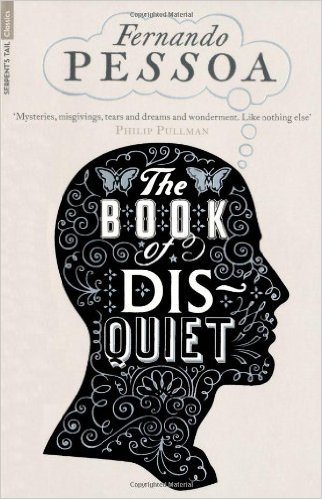 SERPENT'S TAIL Classics
Fernando
PESSOA
'Mysteries, misgivings, tears and dreams and wonderment. Like nothing else'
PHILIP PULLMAN
The
BOOK
of
DIS~
QUIET